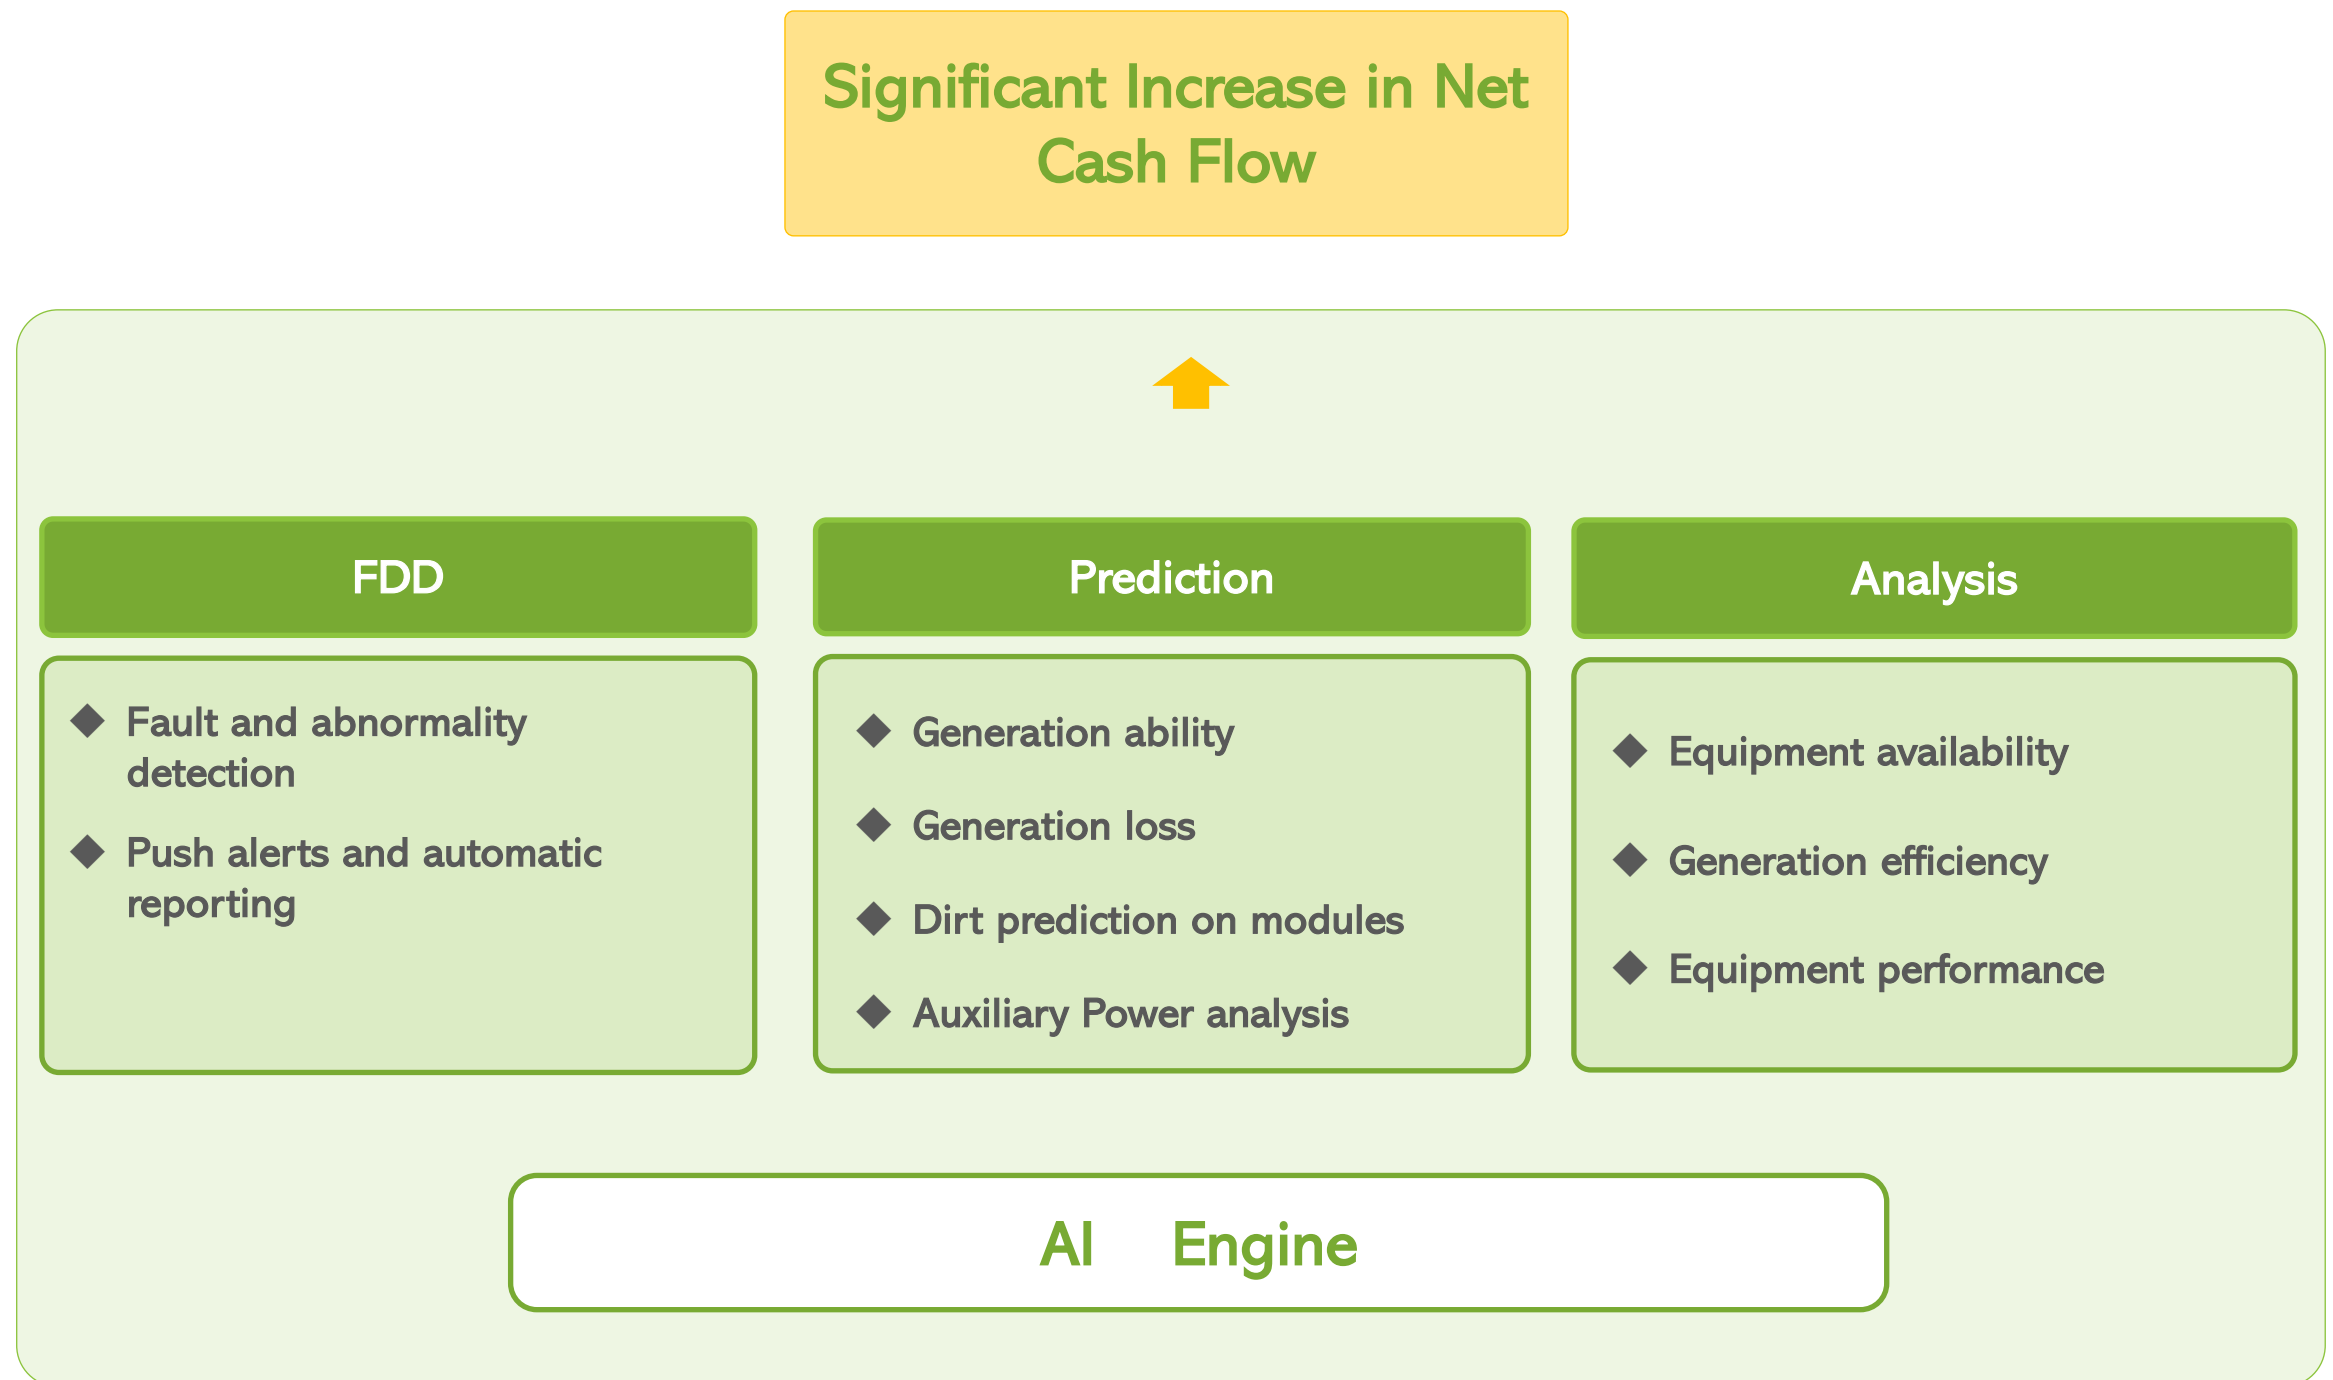 Significant Increase in Net
Cash Flow
FDD
Fault and abnormality
detection
Push alerts and automatic
reporting
Prediction
Generation ability
Generation loss
Dirt prediction on modules
Auxiliary Power analysis
Analysis
Equipment availability
Generation efficiency
Equipment performance
AI Engine